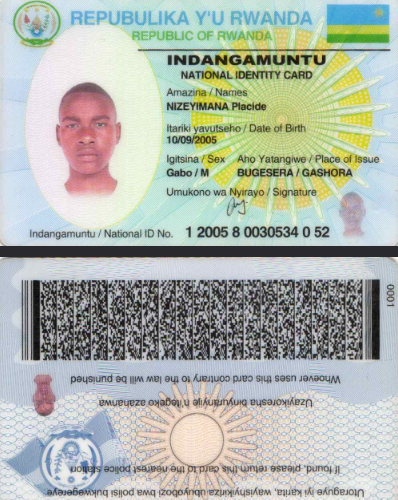 REPUBULIKA Y'U RWANDA
REPUBLIC OF RWANDA
INDANGAMUNTU
NATIONAL IDENTITY CARD
Amazina / Names
NIZEYIMANA Placide
Itariki yavutseho / Date of Birth
10/09/2005
Igitsina / Sex Aho Yatangiwe / Place of Issue
Gabo / M BUGESERA / GASHORA
Umukono wa Nyirayo / Signature
Indangamuntu / National ID No. 1 2005 8 0030534 0 52
0001
Utoraguye iyi karita, wayishyikiriza ubuyobozi bwa polisi bukwegereye
If found, please, return this card to the nearest police station
Uzayikoresha binyuranyije n'itegeko azahanwa
Whoever uses this card contrary to the law will be punished